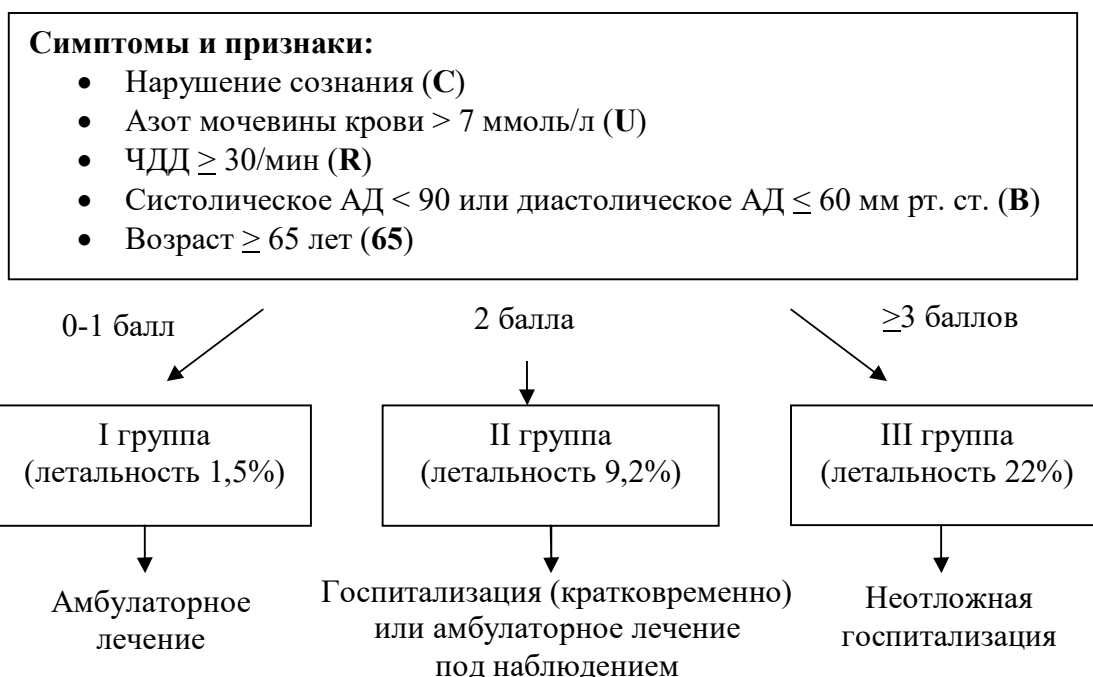 Симптомы и признаки:
• Нарушение сознания (C)
• Азот мочевины крови > 7 ммоль/л (U)
• ЧДД ≥ 30/мин (R)
• Систолическое АД < 90 или диастолическое АД ≤ 60 мм рт. ст. (B)
• Возраст ≥ 65 лет (65)
0-1 балл
2 балла
≥3 баллов
I группа
(летальность 1,5%)
II группа
(летальность 9,2%)
III группа
(летальность 22%)
Амбулаторное
лечение
Госпитализация (кратковременно)
или амбулаторное лечение
под наблюдением
Неотложная
госпитализация